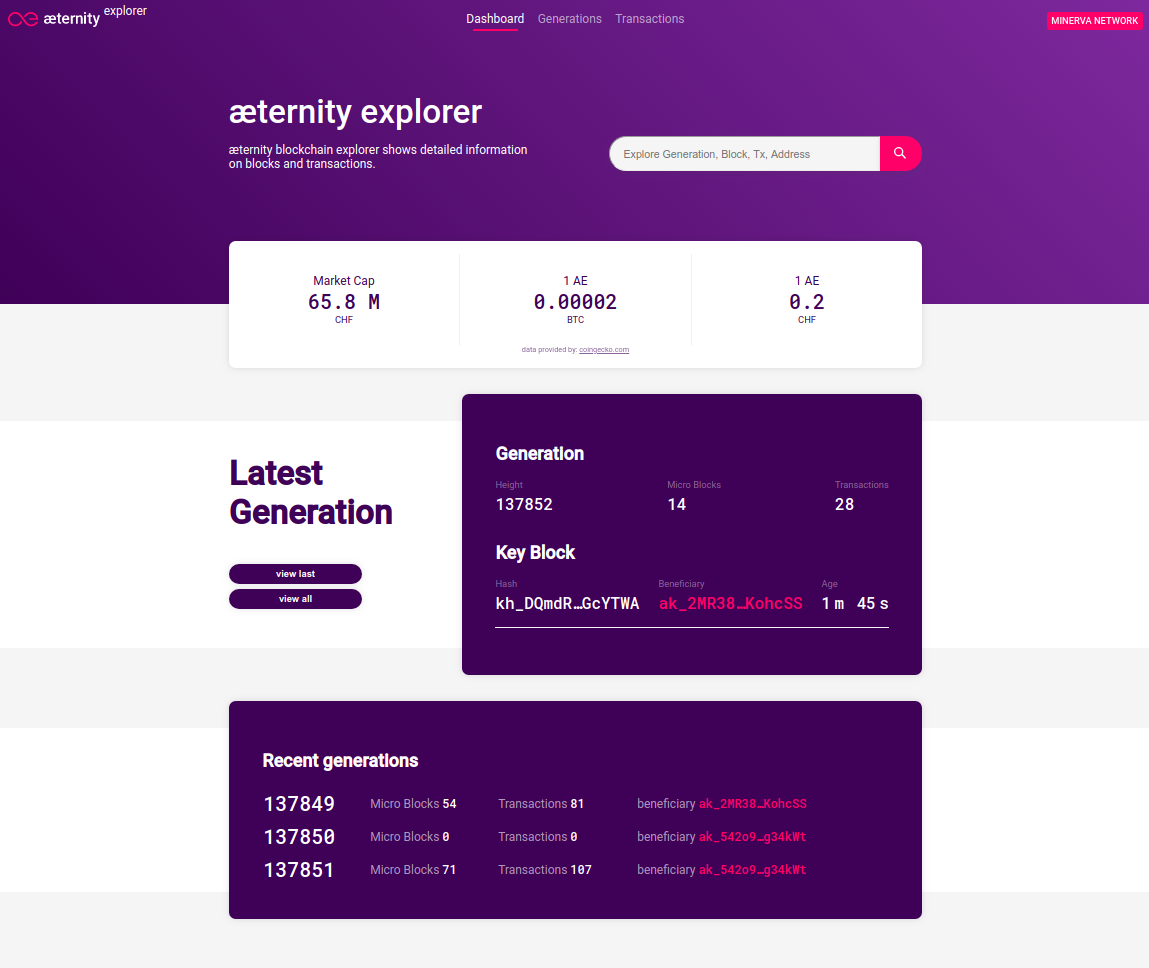 æternity explorer
Dashboard Generations Transactions
MINERVA NETWORK
æternity explorer
æternity blockchain explorer shows detailed information
on blocks and transactions.
Explore Generation, Block, Tx, Address
Market Cap
65.8 M
CHF
1 AE
0.00002
BTC
1 AE
0.2
CHF
data provided by: coingecko.com
Latest
Generation
view last
view all
Generation
Height Micro Blocks Transactions
137852 14 28
Key Block
Hash Beneficiary Age
kh_DQmdR…GcYTWA ak_2MR38…KohcSS 1 m 45 s
Recent generations
137849 Micro Blocks 54 Transactions 81 beneficiary ak_2MR38…KohcSS
137850 Micro Blocks 0 Transactions 0 beneficiary ak_542o9…g34kWt
137851 Micro Blocks 71 Transactions 107 beneficiary ak_542o9…g34kWt